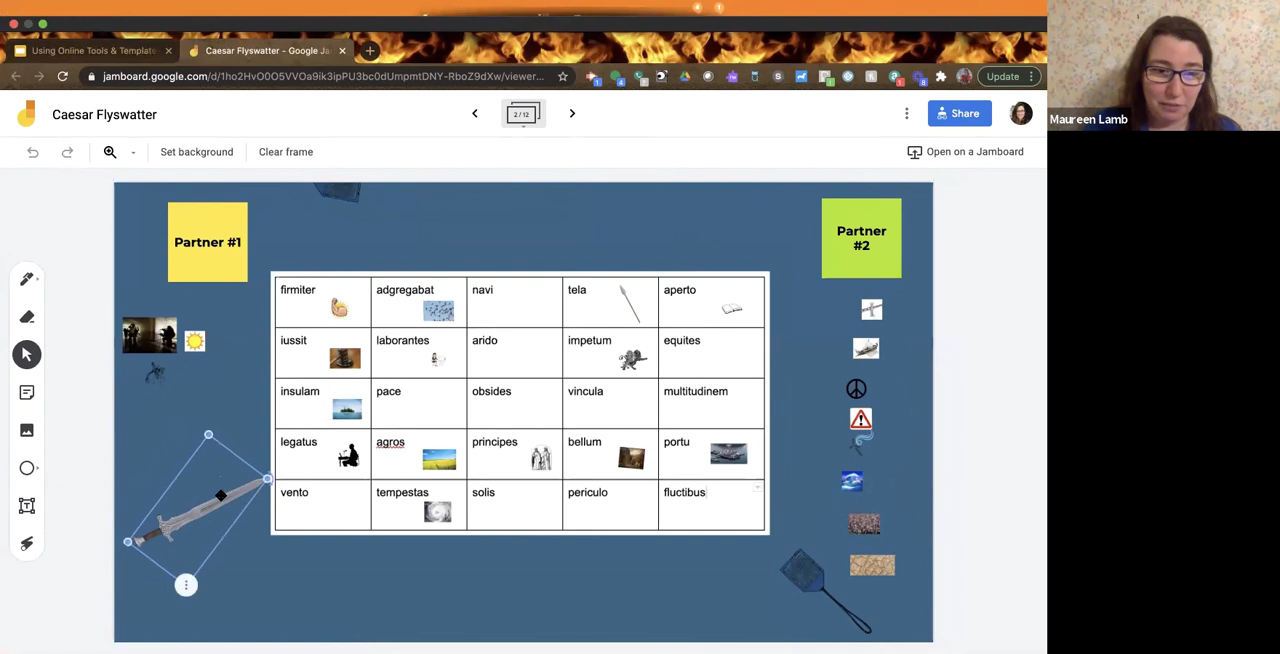 Using Online Tools & Template
Caesar Flyswatter - Google Ja
jamboard.google.com/d/1ho2HvO0O5VVOa9ik3ipPU3bc0dUmpmtDNY-RboZ9dXw/viewer...
Update
Caesar Flyswatter
2 / 12
Share
Set background
Clear frame
Open on a Jamboard
Maureen Lamb
Partner #1
Partner
#2
firmiter adgregabat navi tela aperto
iussit laborantes arido impetum equites
insulam pace obsides vincula multitudinem
legatus agros principes bellum portu
vento tempestas solis periculo fluctibus